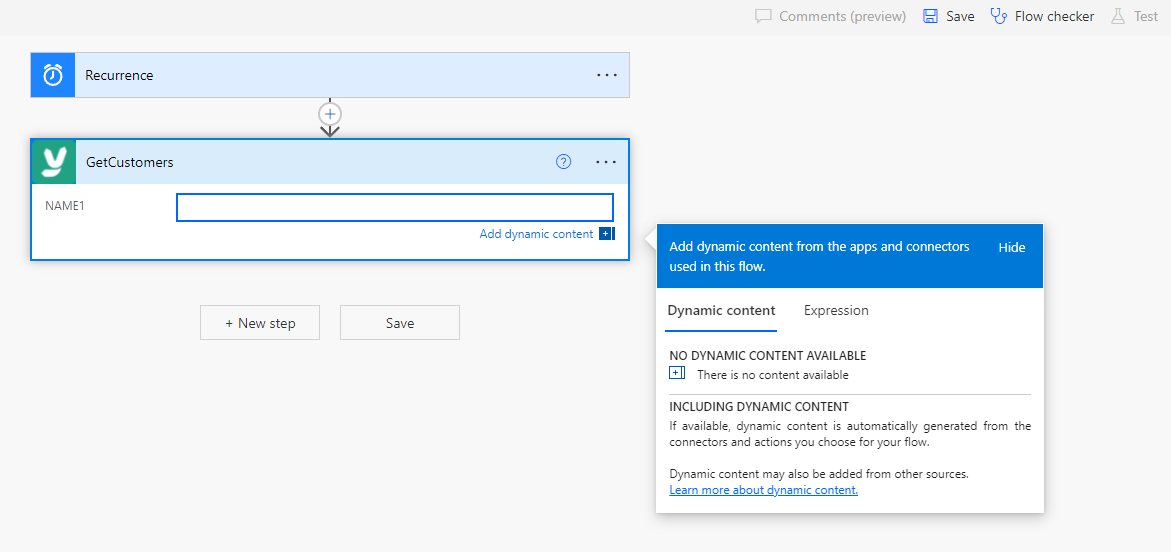 Comments (preview) Save Flow checker Test
Recurrence
GetCustomers
NAME1
Add dynamic content
Add dynamic content from the apps and connectors
used in this flow.
Hide
Dynamic content Expression
NO DYNAMIC CONTENT AVAILABLE
There is no content available
INCLUDING DYNAMIC CONTENT
If available, dynamic content is automatically generated from the
connectors and actions you choose for your flow.
Dynamic content may also be added from other sources.
Learn more about dynamic content.
+ New step Save